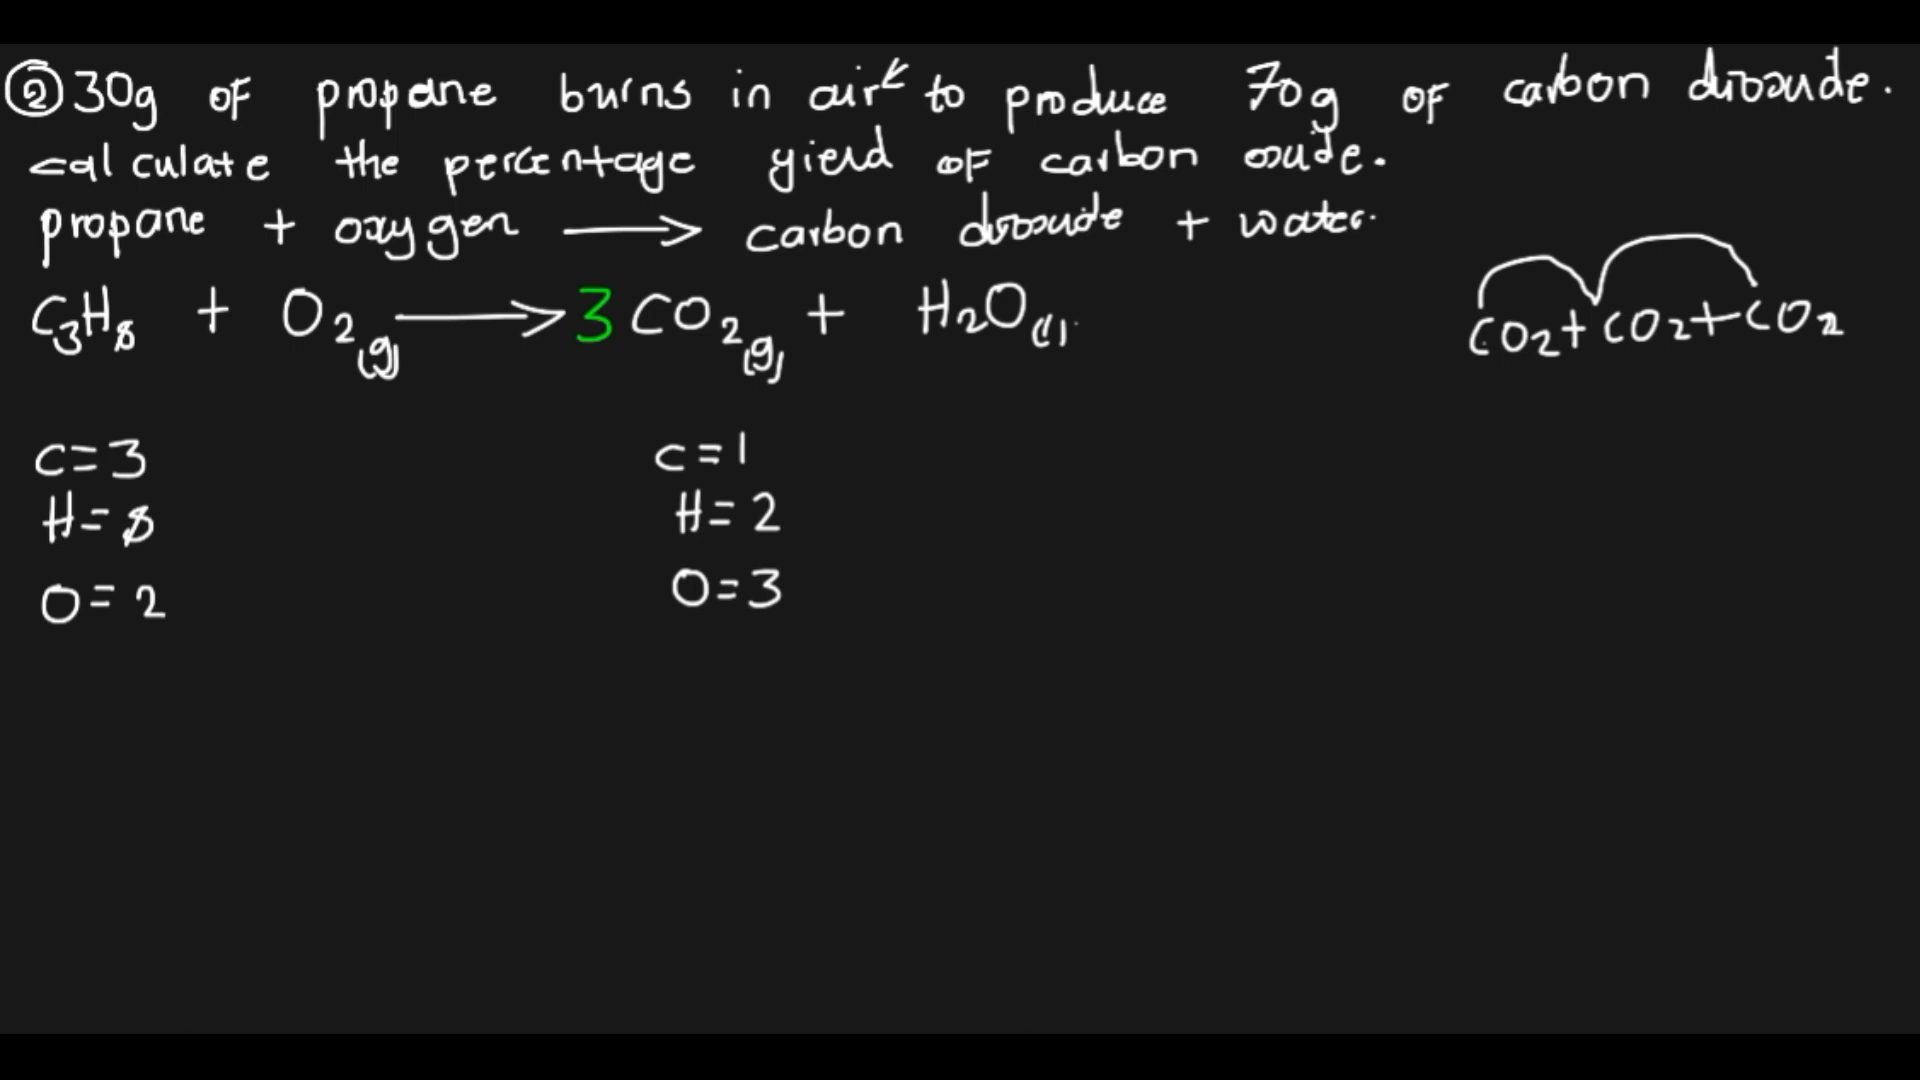 ② 30g of propane burns in air to produce 70g of carbon dioxide.
calculate the percentage yield of carbon oxide.
propane + oxygen → carbon dioxide + water.
C3H8 + O2(g) → 3CO2(g) + H2O(l)
CO2+CO2+CO2
C=3
C=1
H=8
H=2
O=2
O=3